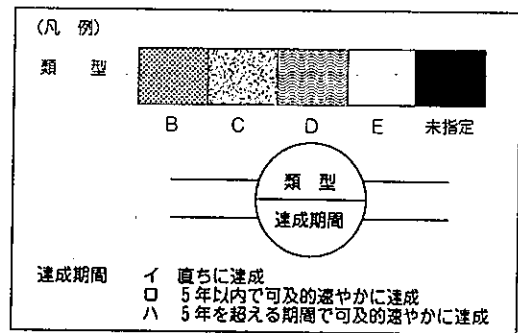 (凡 例)
類 型
B C D E 未指定
類 型
達成期間
達成期間 イ 直ちに達成
ロ 5年以内で可及的速やかに達成
ハ 5年を超える期間で可及的速やかに達成